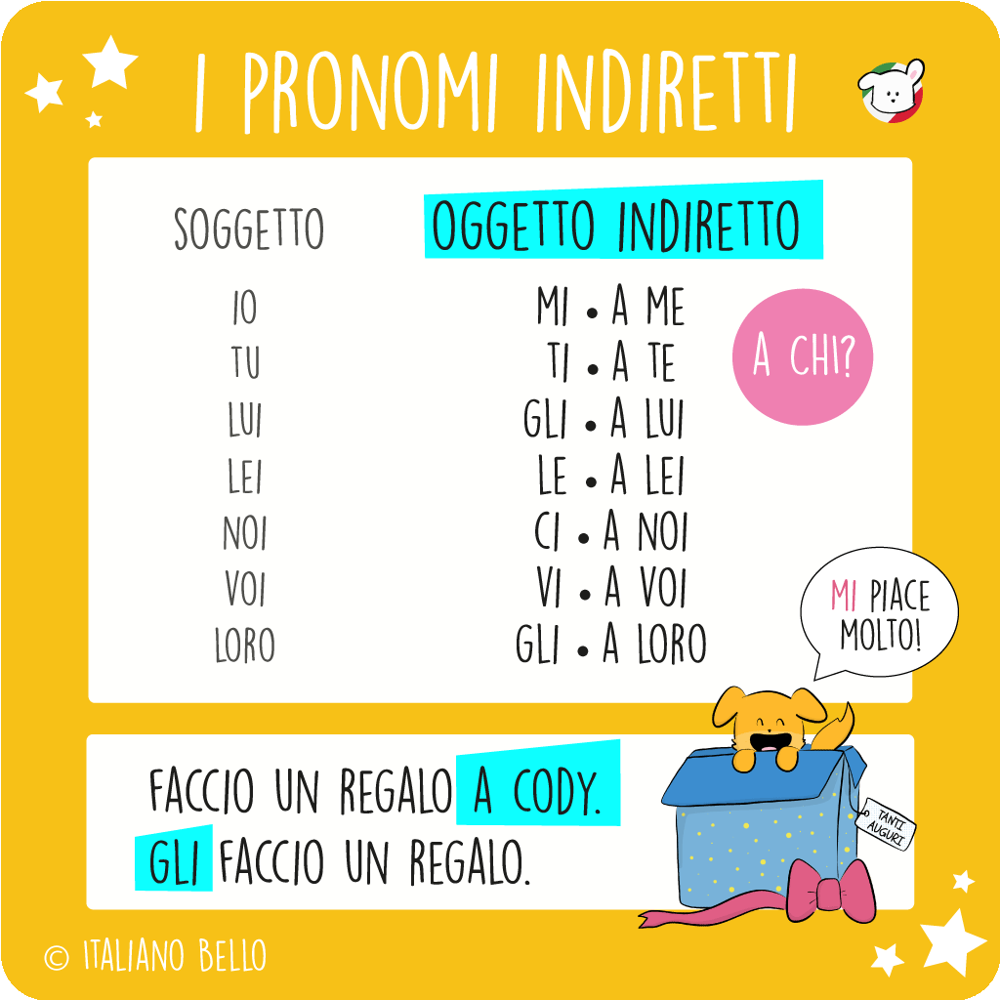 I PRONOMI INDIRETTI
SOGGETTO OGGETTO INDIRETTO
IO MI • A ME
TU TI • A TE
A CHI?
LUI GLI • A LUI
LEI LE • A LEI
NOI CI • A NOI
VOI VI • A VOI
LORO GLI • A LORO
MI PIACE
MOLTO!
FACCIO UN REGALO A CODY.
GLI FACCIO UN REGALO.
TANTI
AUGURI
© ITALIANO BELLO